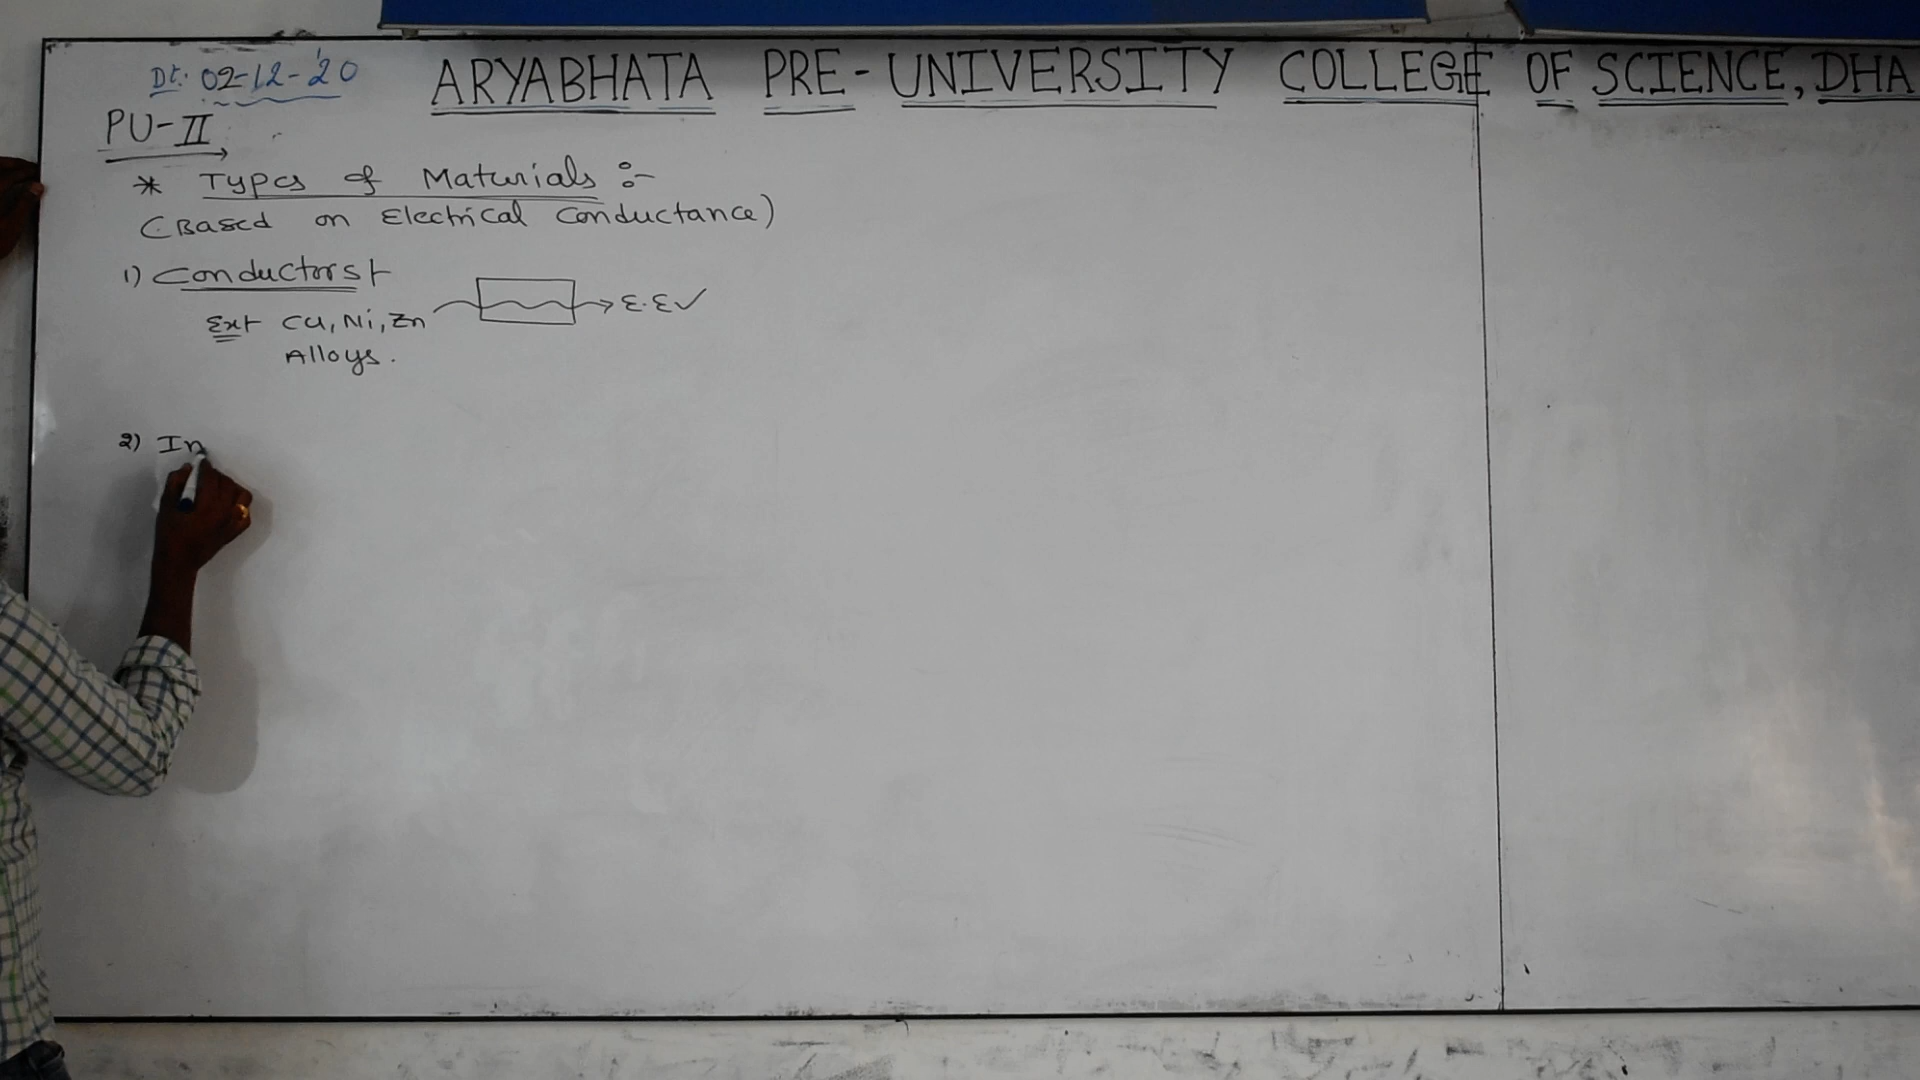 Dt: 02-12-'20
ARYABHATA PRE-UNIVERSITY COLLEGE OF SCIENCE, DHA
PU-II
* Types of Materials :-
(Based on Electrical Conductance)
1) Conductors:-
Ex:- Cu, Ni, Zn
Alloys.
E.E✓
2) In